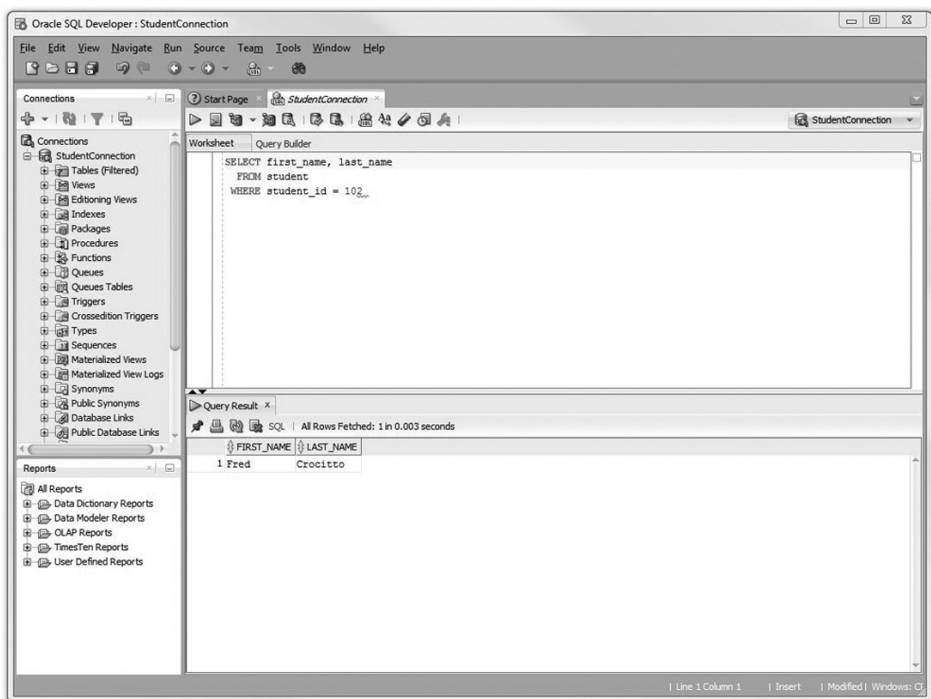 Oracle SQL Developer : StudentConnection
File Edit View Navigate Run Source Team Tools Window Help
Connections
Connections
StudentConnection
Tables (Filtered)
Views
Editioning Views
Indexes
Packages
Procedures
Functions
Queues
Queues Tables
Triggers
Crossedition Triggers
Types
Sequences
Materialized Views
Materialized View Logs
Synonyms
Public Synonyms
Database Links
Public Database Links
Reports
All Reports
Data Dictionary Reports
Data Modeler Reports
OLAP Reports
TimesTen Reports
User Defined Reports
Start Page StudentConnection
StudentConnection
Worksheet Query Builder
SELECT first_name, last_name
FROM student
WHERE student_id = 102
Query Result
SQL | All Rows Fetched: 1 in 0.003 seconds
FIRST_NAME LAST_NAME
1 Fred Crocitto
| Line 1 Column 1 | Insert | Modified | Windows: